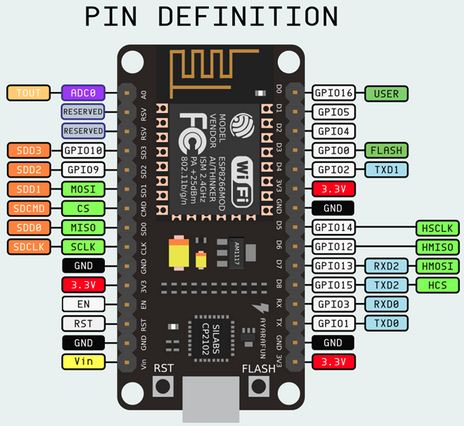 PIN DEFINITION
TOUT ADC0 A0 D0 GPIO16 USER
RESERVED RSV D1 GPIO5
RESERVED RSV D2 GPIO4
SDD3 GPIO10 SD3 D3 GPIO0 FLASH
SDD2 GPIO9 SD2 D4 GPIO2 TXD1
SDD1 MOSI SD1 3V3 3.3V
SDCMD CS CMD GND GND
SDD0 MISO SD0 D5 GPIO14 HSCLK
SDCLK SCLK CLK D6 GPIO12 HMISO
GND GND D7 GPIO13 RXD2 HMOSI
3.3V 3V3 D8 GPIO15 TXD2 HCS
EN EN RX GPIO3 RXD0
RST RST TX GPIO1 TXD0
GND GND GND GND
Vin Vin 3V3 3.3V
MODEL ESP8266MOD
VENDOR AITHINKER
ISM 2.4GHz
PA +25dBm
802.11b/g/n
FC
Wi Fi
AM1117
SILABS
CP2102
AYARAFUN
RST
FLASH